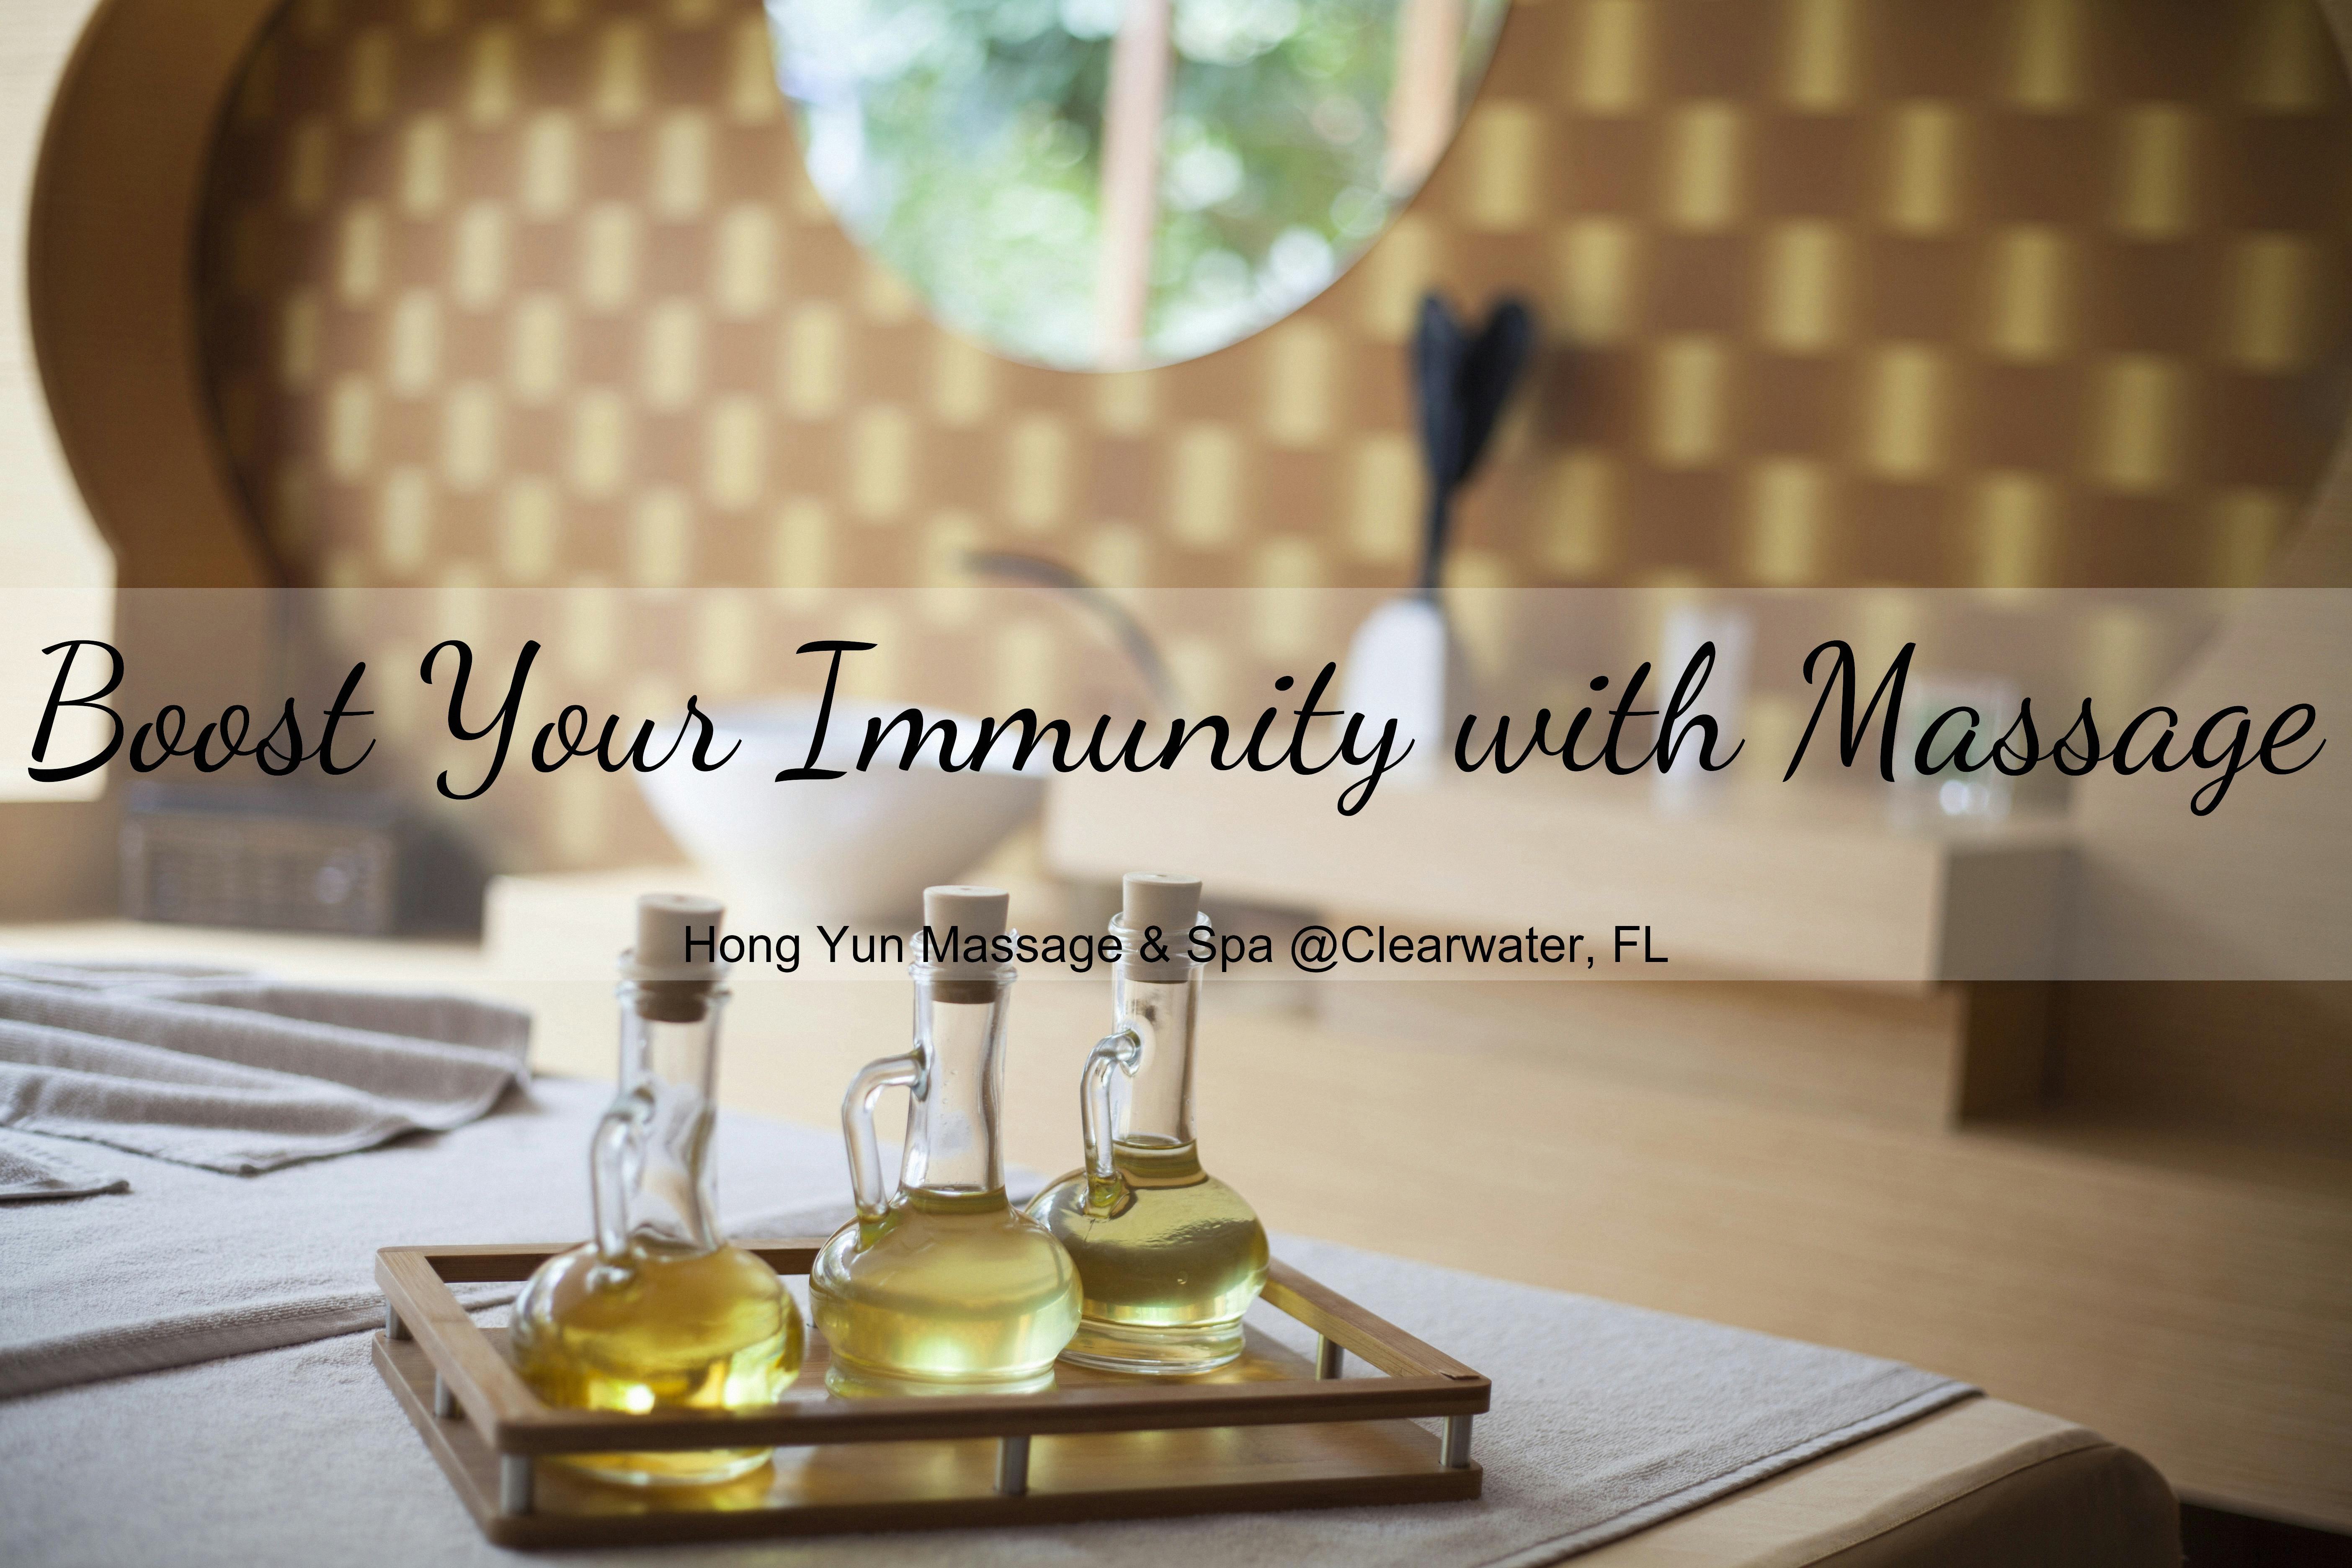 Boost Your Immunity with Massage
Hong Yun Massage & Spa @Clearwater, FL